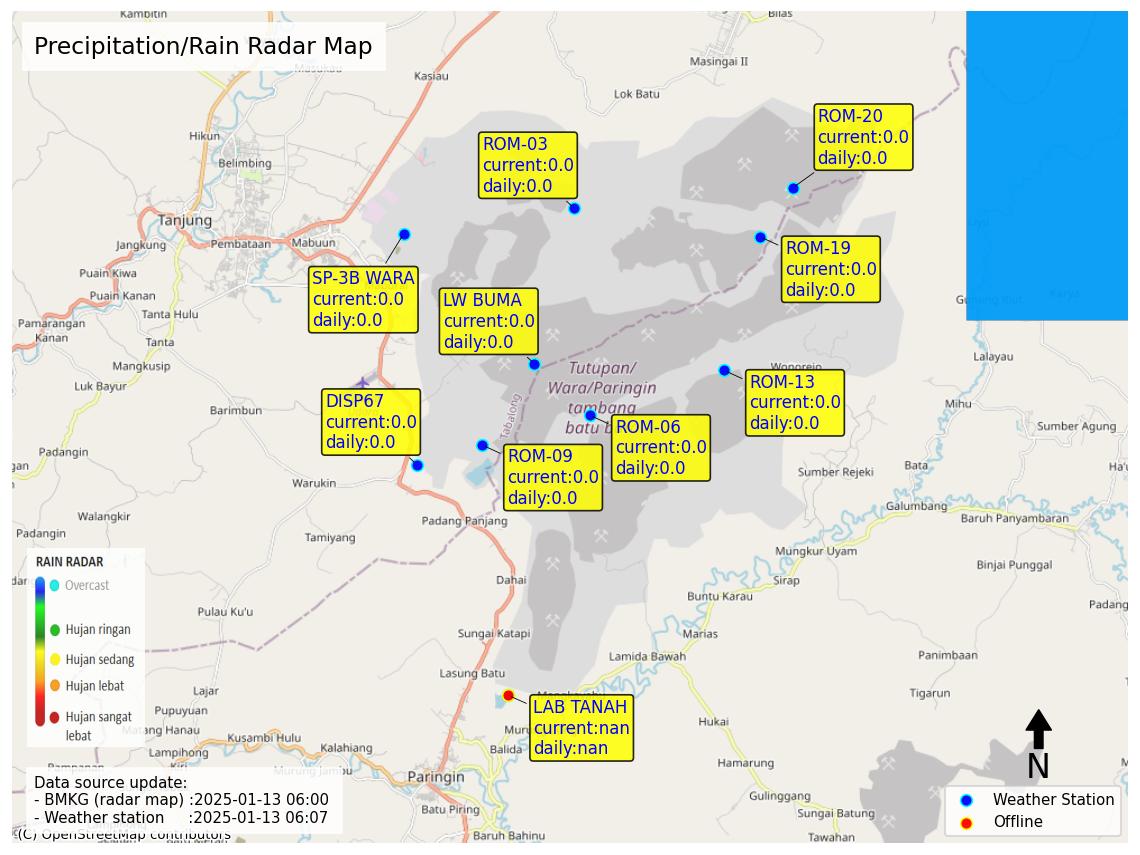 Kambitin
Bilas
Precipitation/Rain Radar Map
Masingai II
Masukau
Kasiau
Lok Batu
ROM-20
current:0.0
daily:0.0
Hikun
ROM-03
current:0.0
daily:0.0
Belimbing
Tanjung
Jangkung
Pembataan
Mabuun
ROM-19
current:0.0
daily:0.0
Puain Kiwa
SP-3B WARA
current:0.0
daily:0.0
Puain Kanan
LW BUMA
current:0.0
daily:0.0
Karya
Tanta Hulu
Pamarangan
Kanan
Tanta
Lalayau
Mangkusip
Tutupan/
Wara/Paringin
tambang
Wonorejo
Luk Bayur
ROM-13
current:0.0
daily:0.0
Mihu
DISP67
current:0.0
daily:0.0
Barimbun
Tabalong
ROM-06
current:0.0
daily:0.0
Sumber Agung
Padangin
ROM-09
current:0.0
daily:0.0
Bata
Sumber Rejeki
Warukin
Galumbang
Walangkir
Padang Panjang
Baruh Panyambaran
Padangin
Tamiyang
Mungkur Uyam
Binjai Punggal
RAIN RADAR
Overcast
Hujan ringan
Hujan sedang
Hujan lebat
Hujan sangat
lebat
Dahai
Sirap
Buntu Karau
Padang
Pulau Ku'u
Sungai Katapi
Marias
Lamida Bawah
Panimbaan
Lasung Batu
Lajar
Tigarun
Pupuyuan
LAB TANAH
current:nan
daily:nan
Hukai
Matang Hanau
Kusambi Hulu
Kalahiang
Balida
Lampihong
Hamarung
Murung Jambu
Paringin
N
Data source update:
- BMKG (radar map) :2025-01-13 06:00
- Weather station :2025-01-13 06:07
Gulinggang
Weather Station
Offline
Batu Piring
Sungai Batung
(C) OpenStreetMap contributors
Baruh Bahinu
Tawahan